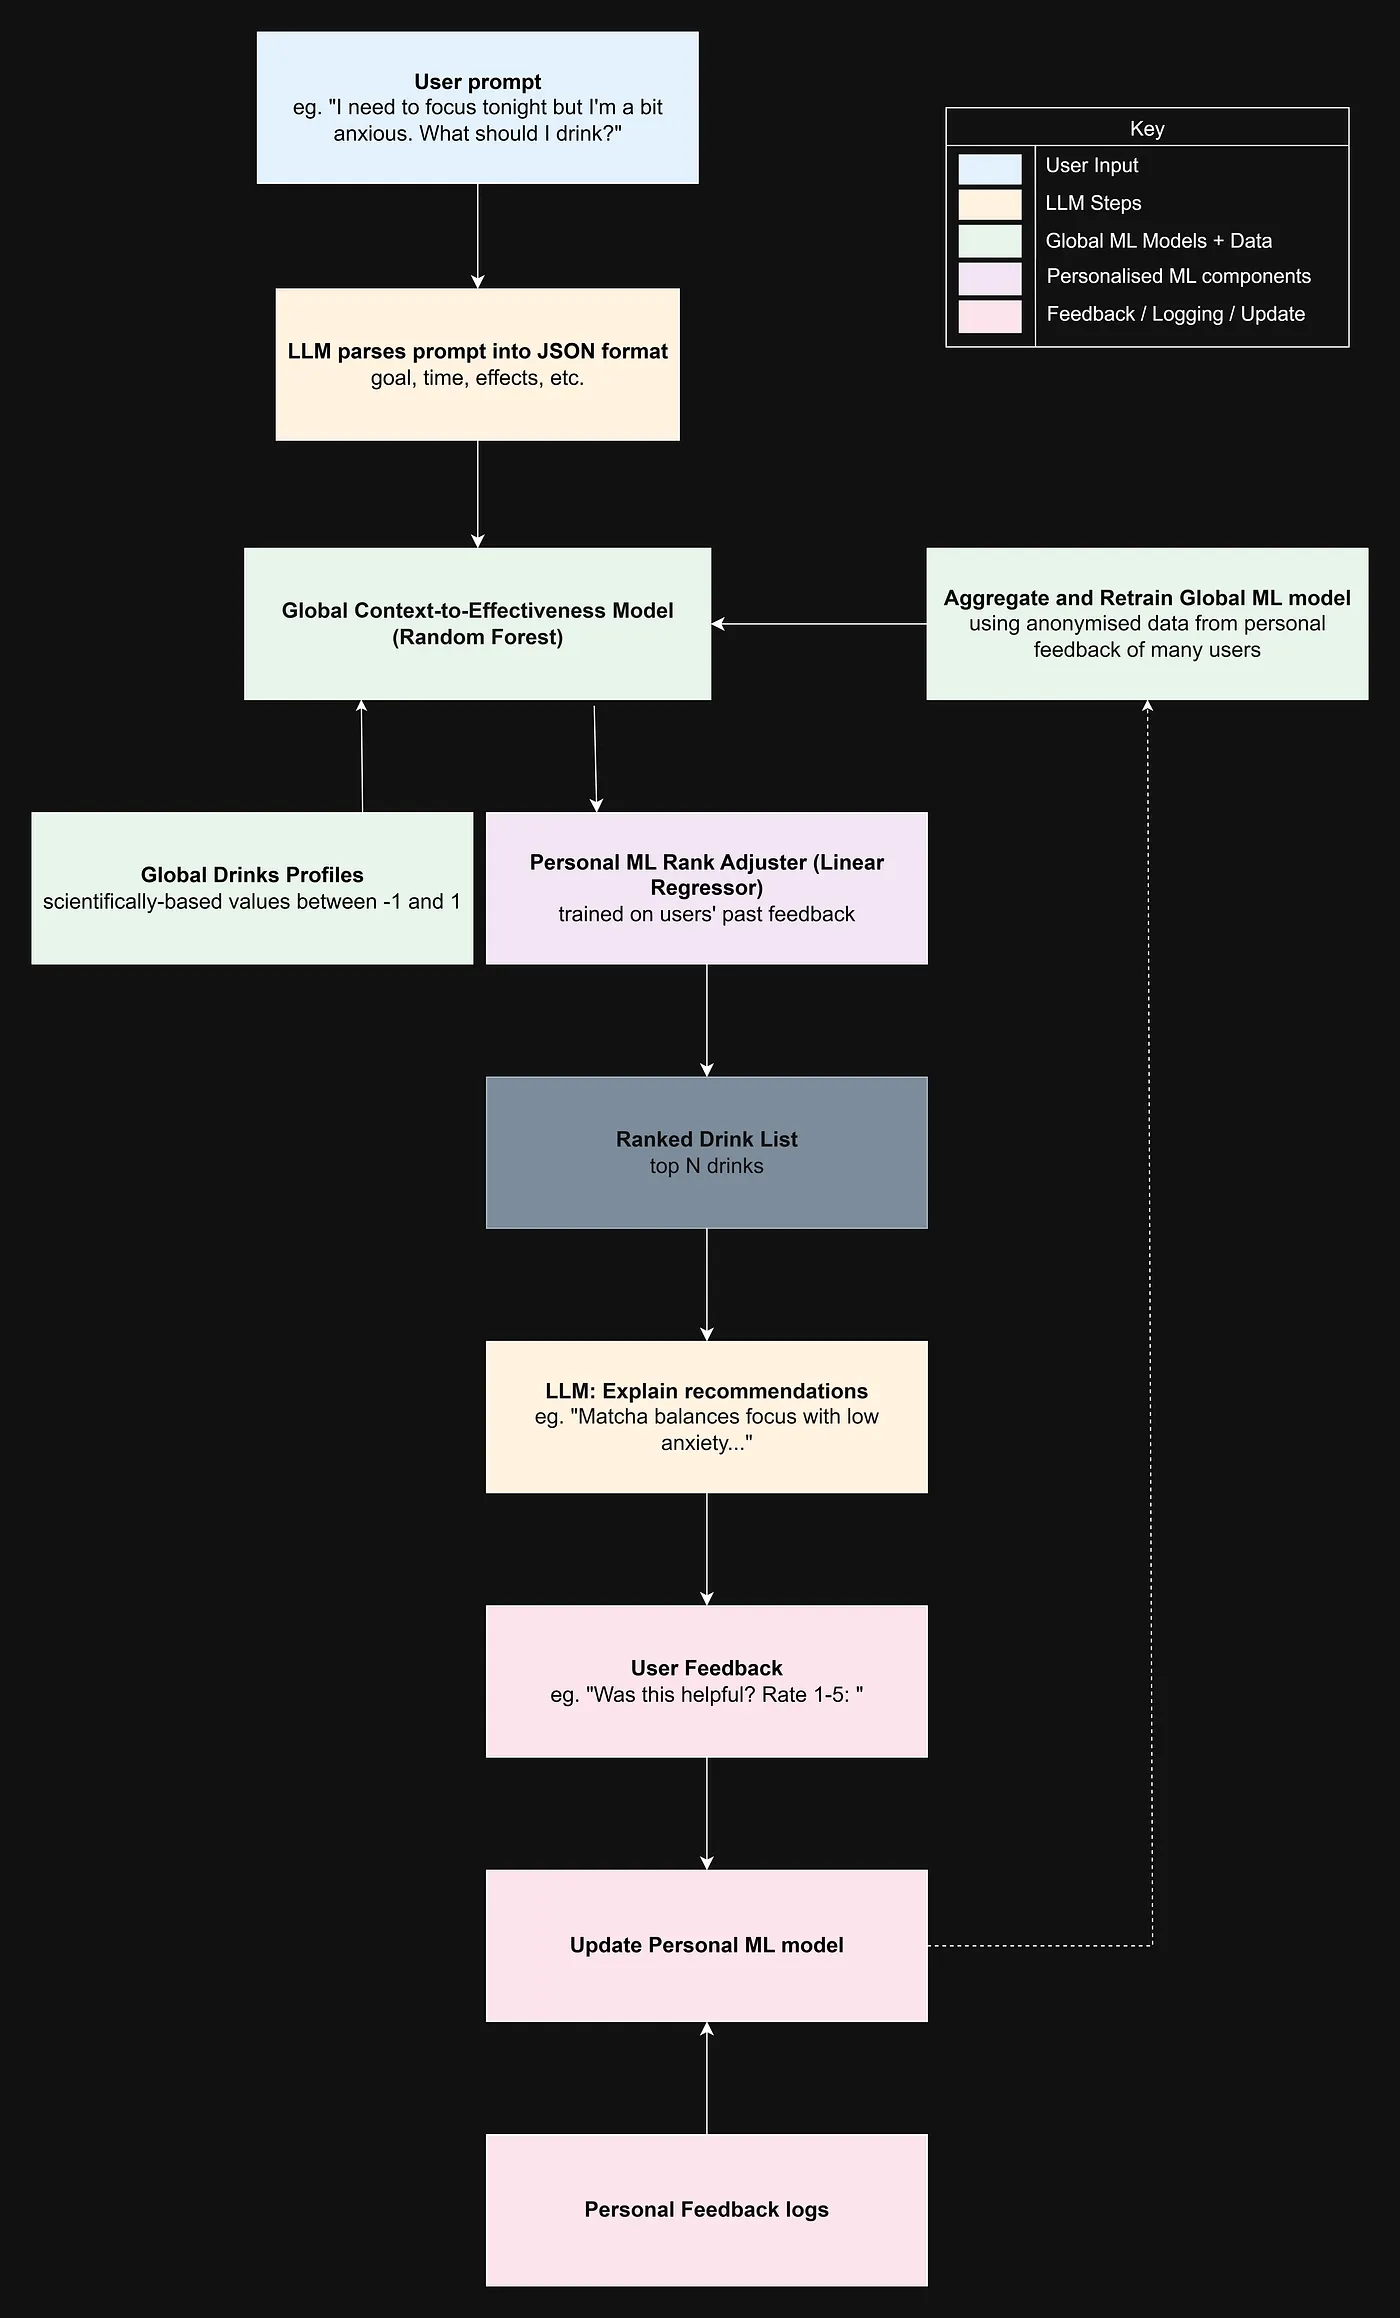 User prompt
eg. "I need to focus tonight but I'm a bit
anxious. What should I drink?"
Key
User Input
LLM Steps
Global ML Models + Data
Personalised ML components
Feedback / Logging / Update
LLM parses prompt into JSON format
goal, time, effects, etc.
Global Context-to-Effectiveness Model
(Random Forest)
Aggregate and Retrain Global ML model
using anonymised data from personal
feedback of many users
Global Drinks Profiles
scientifically-based values between -1 and 1
Personal ML Rank Adjuster (Linear
Regressor)
trained on users' past feedback
Ranked Drink List
top N drinks
LLM: Explain recommendations
eg. "Matcha balances focus with low
anxiety..."
User Feedback
eg. "Was this helpful? Rate 1-5: "
Update Personal ML model
Personal Feedback logs